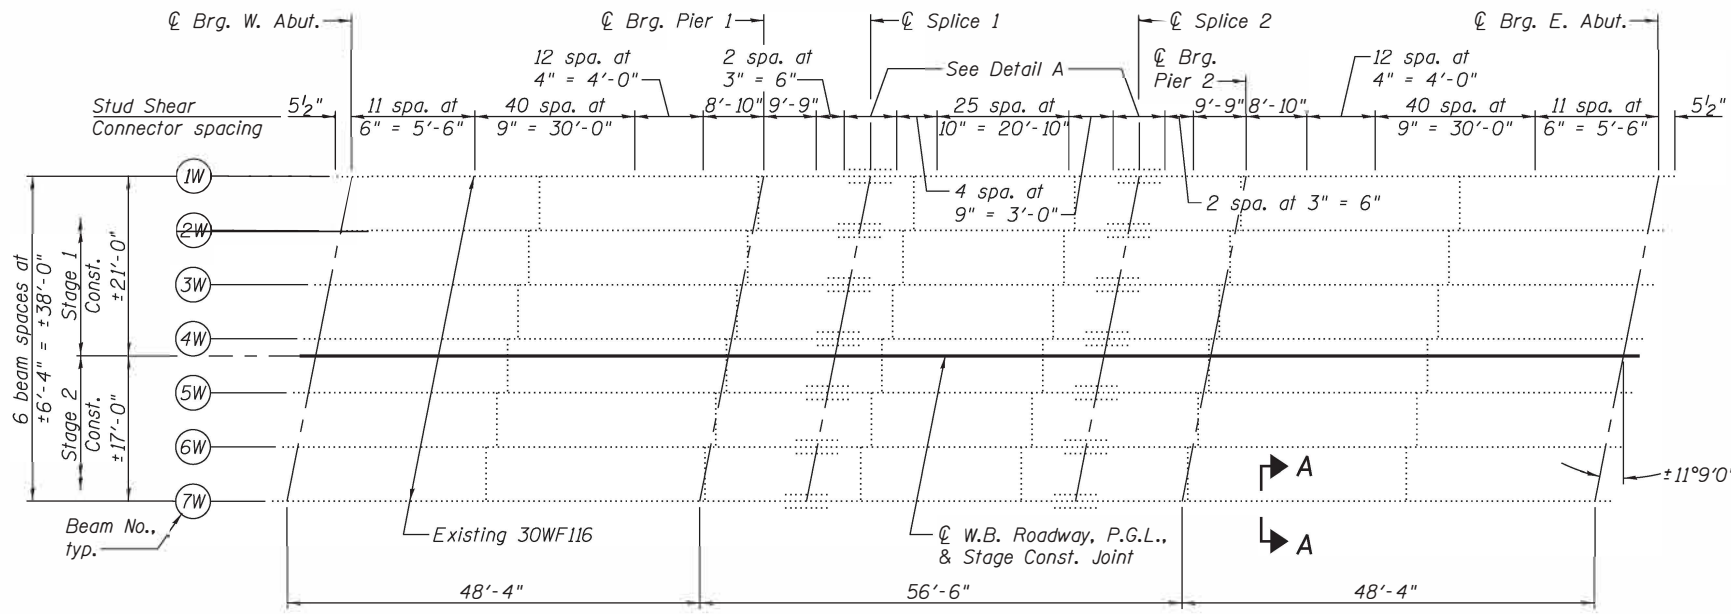 ℄ Brg. W. Abut.
℄ Brg. Pier 1
℄ Splice 1
℄ Splice 2
℄ Brg. E. Abut.
12 spa. at
4" = 4'-0"
2 spa. at
3" = 6"
See Detail A
℄ Brg.
Pier 2
12 spa. at
4" = 4'-0"
Stud Shear
Connector spacing
5½"
11 spa. at
6" = 5'-6"
40 spa. at
9" = 30'-0"
8'-10"
9'-9"
25 spa. at
10" = 20'-10"
9'-9"
8'-10"
40 spa. at
9" = 30'-0"
11 spa. at
6" = 5'-6"
5½"
4 spa. at
9" = 3'-0"
2 spa. at 3" = 6"
1W
2W
3W
4W
5W
6W
7W
6 beam spaces at
±6'-4" = ±38'-0"
Stage 1
Const.
±21'-0"
Stage 2
Const.
±17'-0"
Beam No.,
typ.
Existing 30WF116
℄ W.B. Roadway, P.G.L.,
& Stage Const. Joint
A
A
±11°9'0"
48'-4"
56'-6"
48'-4"